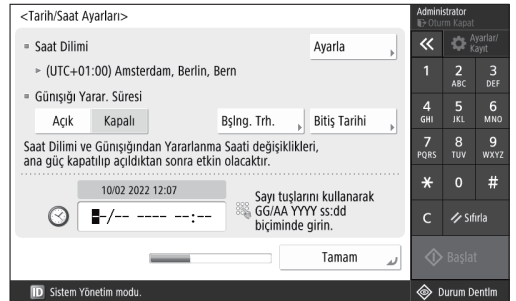 <Tarih/Saat Ayarları>
Saat Dilimi
Ayarla
(UTC+01:00) Amsterdam, Berlin, Bern
Günışığı Yarar. Süresi
Açık Kapalı Bşlng. Trh. Bitiş Tarihi
Saat Dilimi ve Günışığından Yararlanma Saati değişiklikleri,
ana güç kapatılıp açıldıktan sonra etkin olacaktır.
10/02 2022 12:07
-/-- ---- --:--
Sayı tuşlarını kullanarak
GG/AA YYYY ss:dd
biçiminde girin.
Tamam
ID Sistem Yönetim modu.
Administrator
Oturum Kapat
Ayarlar/
Kayıt
1 2 ABC 3 DEF
4 GHI 5 JKL 6 MNO
7 PQRS 8 TUV 9 WXYZ
* 0 #
C Sıfırla
Başlat
Durum Dentlm